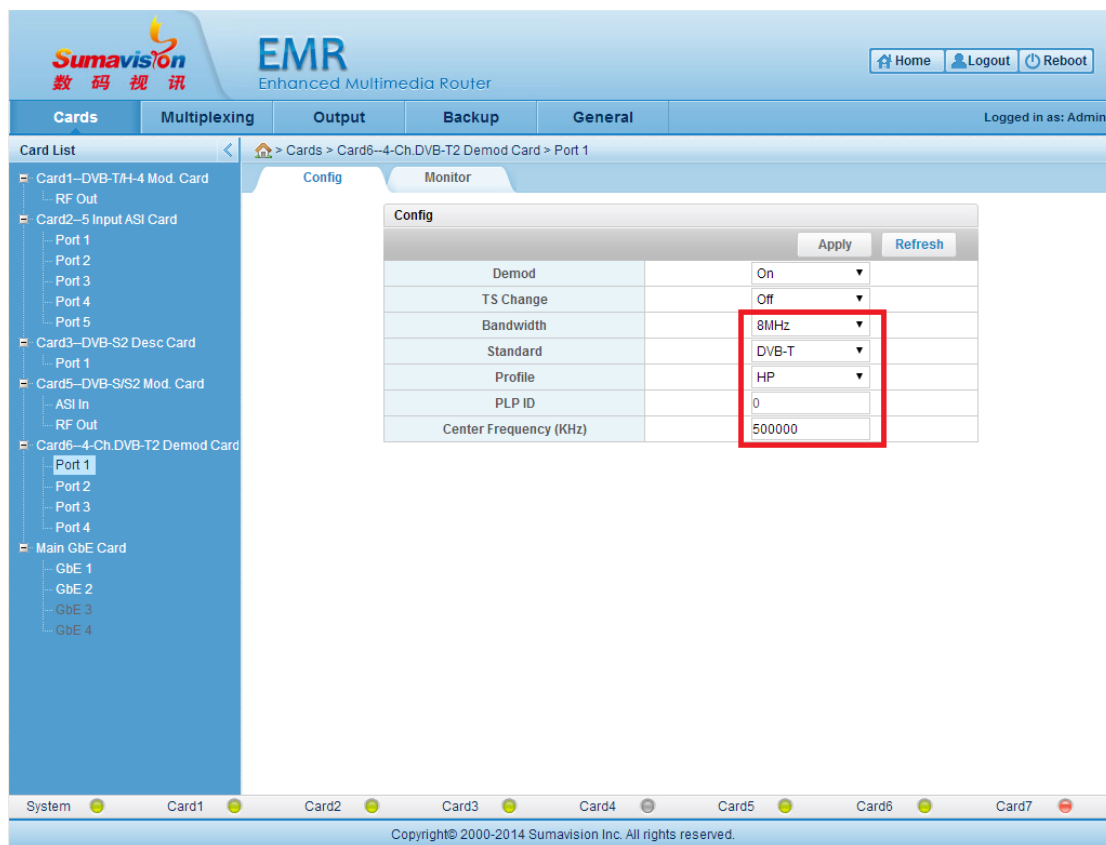 Sumavision
数码视讯
EMR
Enhanced Multimedia Router
Home Logout Reboot
Cards Multiplexing Output Backup General Logged in as: Admin
Card List
> Cards > Card6--4-Ch.DVB-T2 Demod Card > Port 1
Config Monitor
Card1--DVB-T/H-4 Mod. Card
RF Out
Card2--5 Input ASI Card
Port 1
Port 2
Port 3
Port 4
Port 5
Card3--DVB-S2 Desc Card
Port 1
Card5--DVB-S/S2 Mod. Card
ASI In
RF Out
Card6--4-Ch.DVB-T2 Demod Card
Port 1
Port 2
Port 3
Port 4
Main GbE Card
GbE 1
GbE 2
GbE 3
GbE 4
Config
Apply Refresh
Demod On
TS Change Off
Bandwidth 8MHz
Standard DVB-T
Profile HP
PLP ID 0
Center Frequency (KHz) 500000
System Card1 Card2 Card3 Card4 Card5 Card6 Card7
Copyright© 2000-2014 Sumavision Inc. All rights reserved.